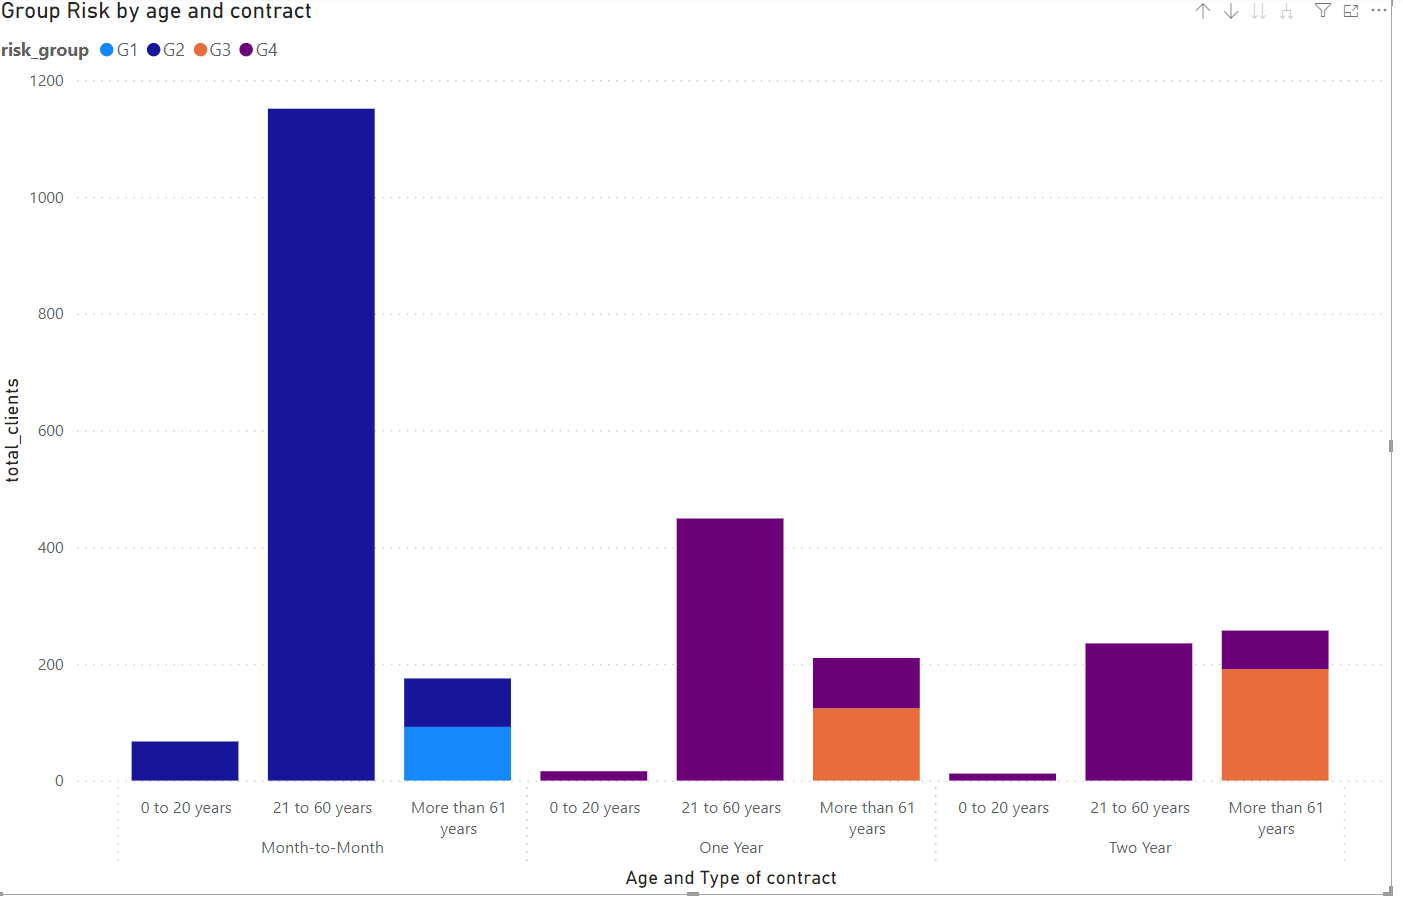 Group Risk by age and contract
risk_group G1 G2 G3 G4
1200
1000
800
600
400
200
0
total_clients
0 to 20 years
21 to 60 years
More than 61
years
0 to 20 years
21 to 60 years
More than 61
years
0 to 20 years
21 to 60 years
More than 61
years
Month-to-Month
One Year
Two Year
Age and Type of contract